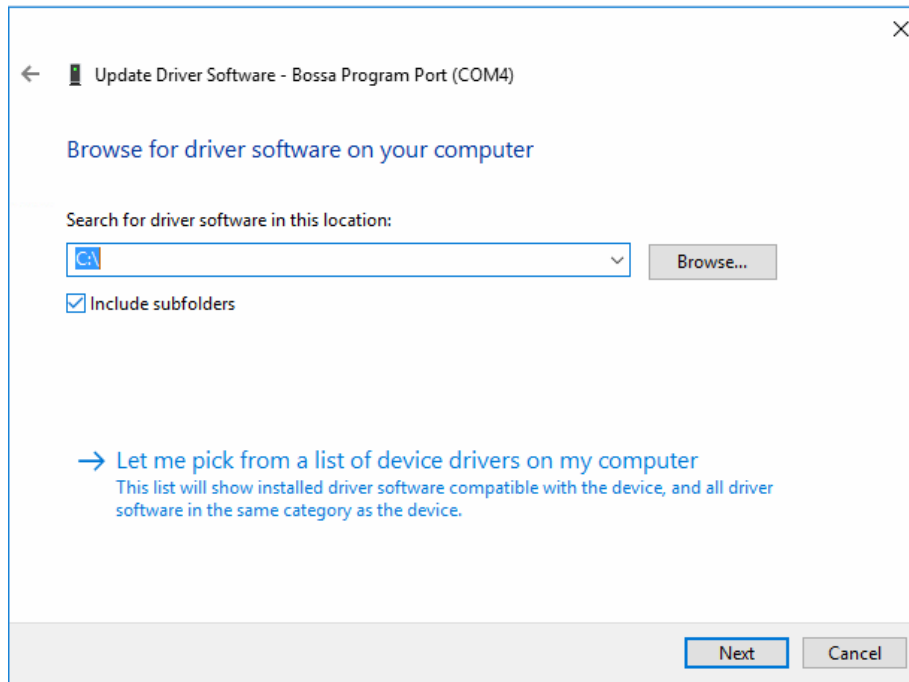 Update Driver Software - Bossa Program Port (COM4)
Browse for driver software on your computer
Search for driver software in this location:
C:\
Browse...
Include subfolders
Let me pick from a list of device drivers on my computer
This list will show installed driver software compatible with the device, and all driver
software in the same category as the device.
Next
Cancel